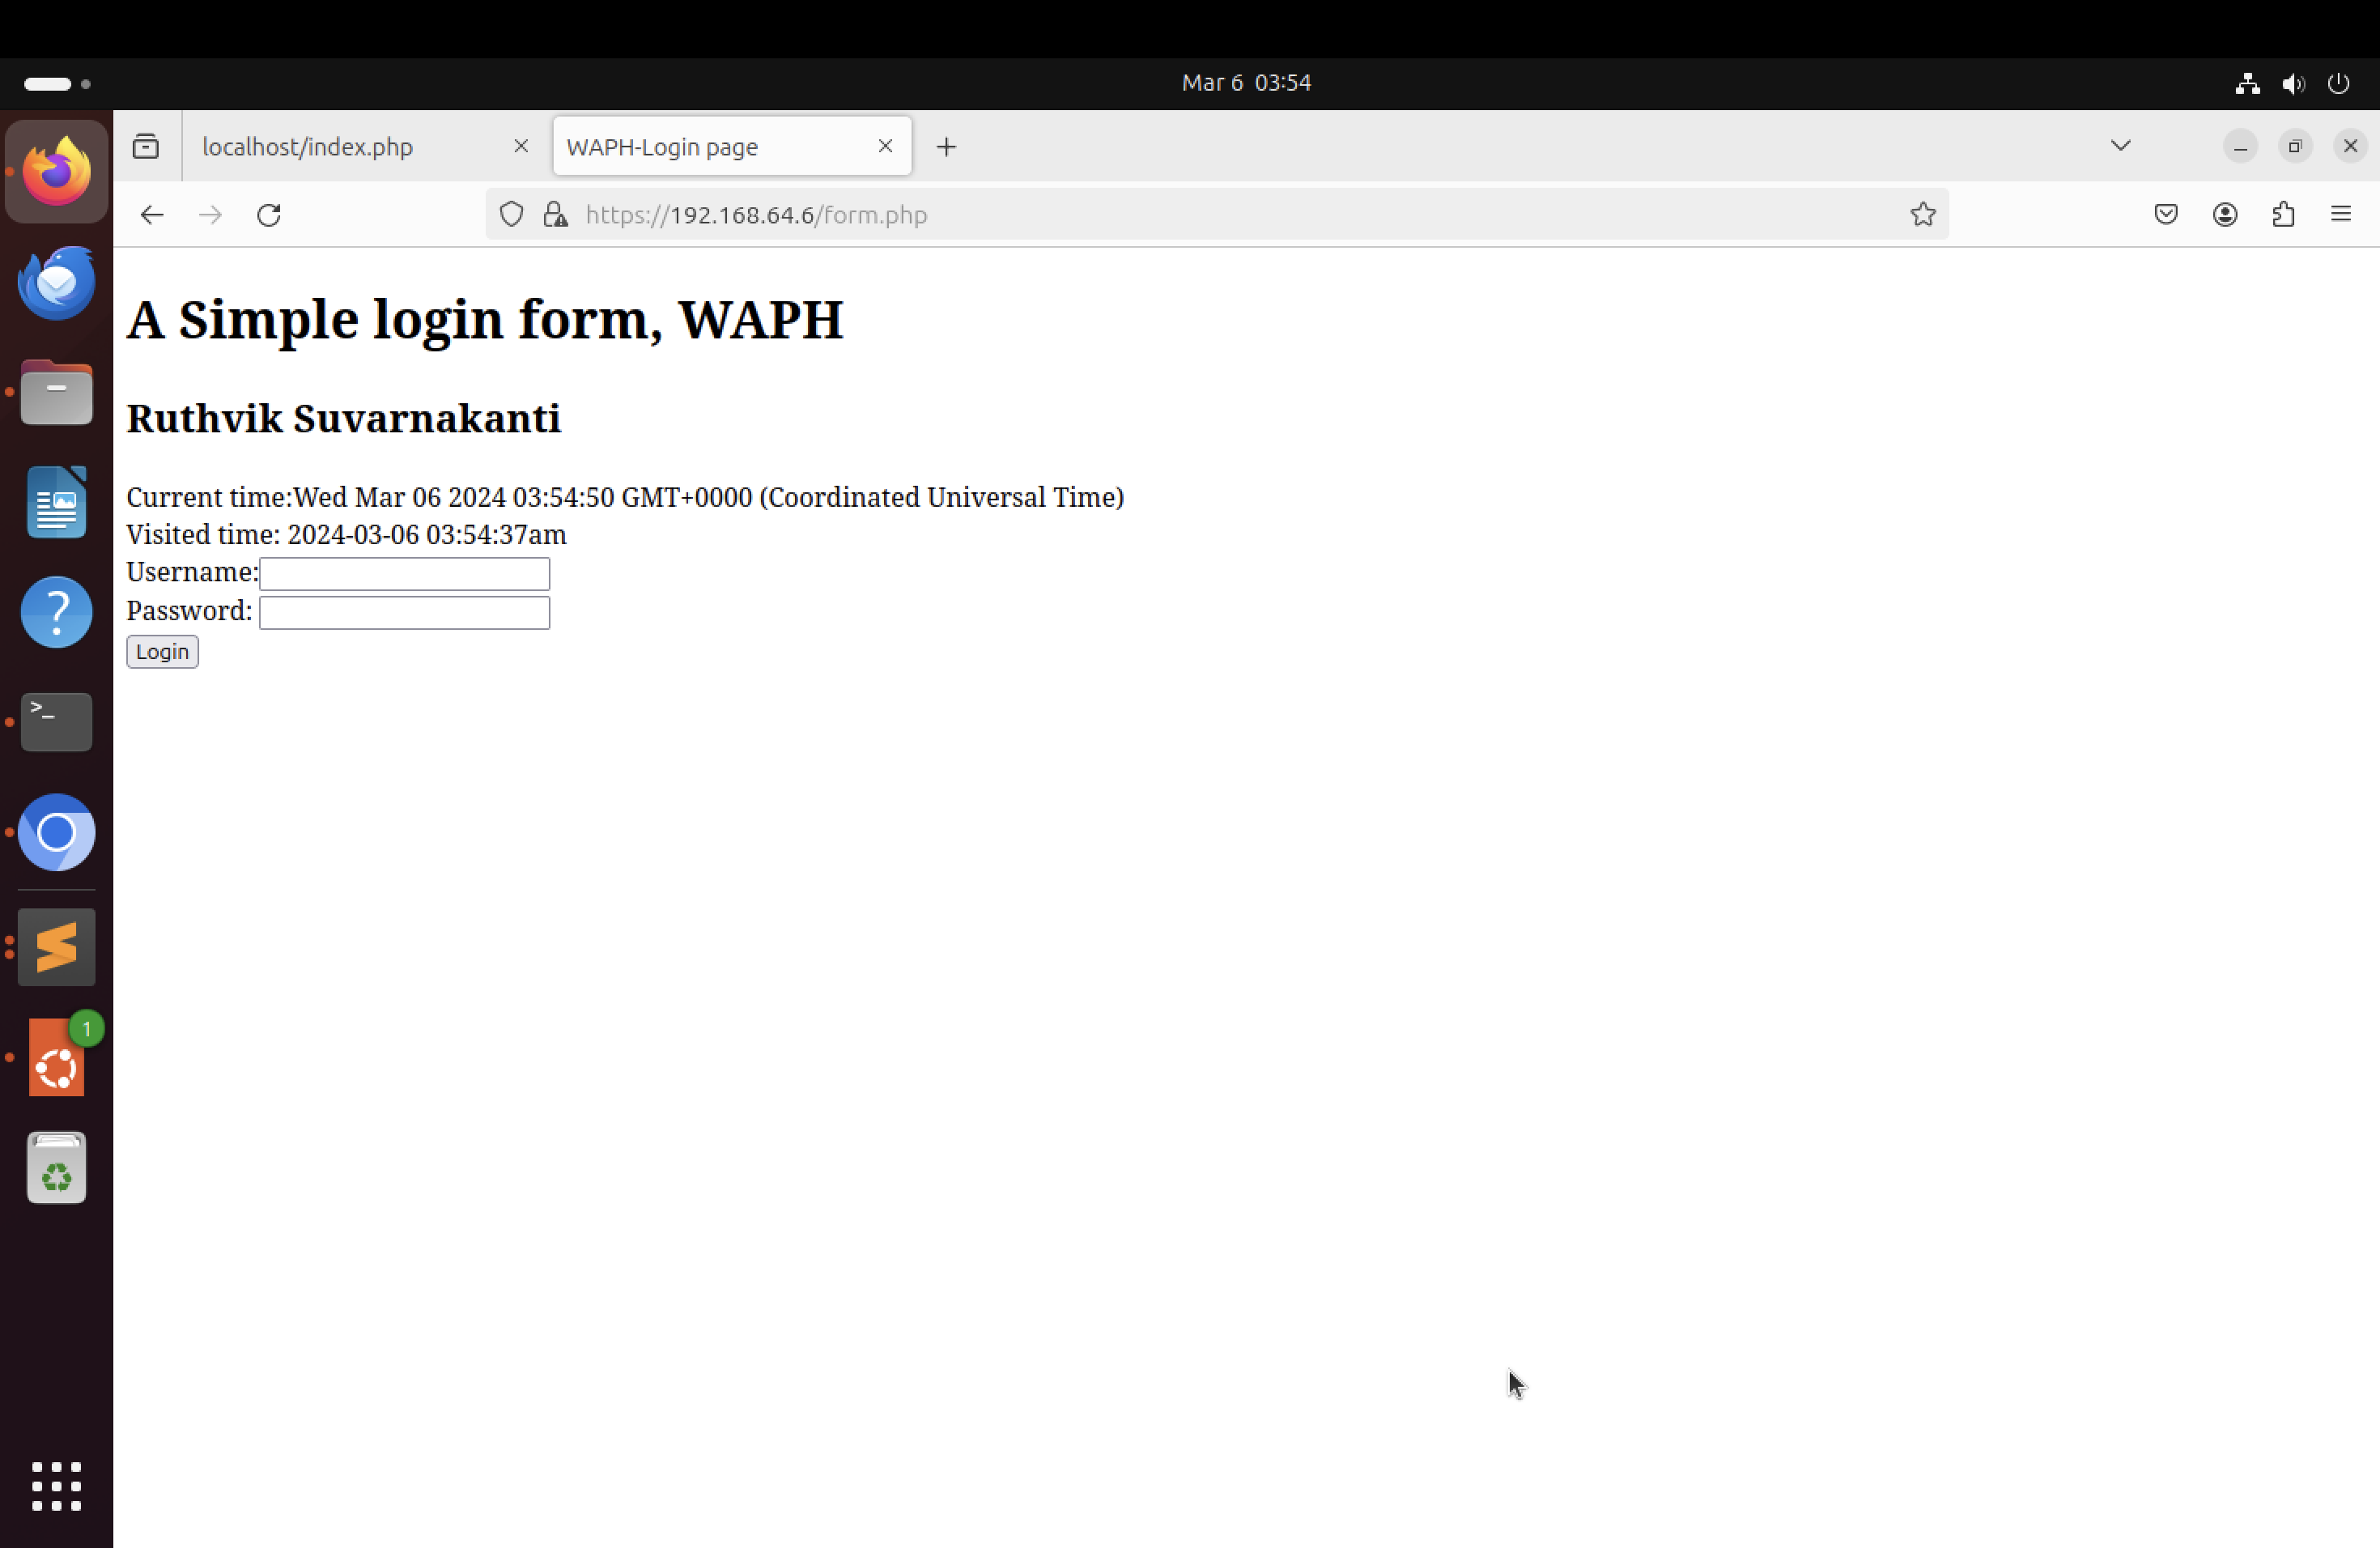 Mar 6 03:54
localhost/index.php
WAPH-Login page
https://192.168.64.6/form.php
A Simple login form, WAPH
Ruthvik Suvarnakanti
Current time:Wed Mar 06 2024 03:54:50 GMT+0000 (Coordinated Universal Time)
Visited time: 2024-03-06 03:54:37am
Username:
Password:
Login
>_
1